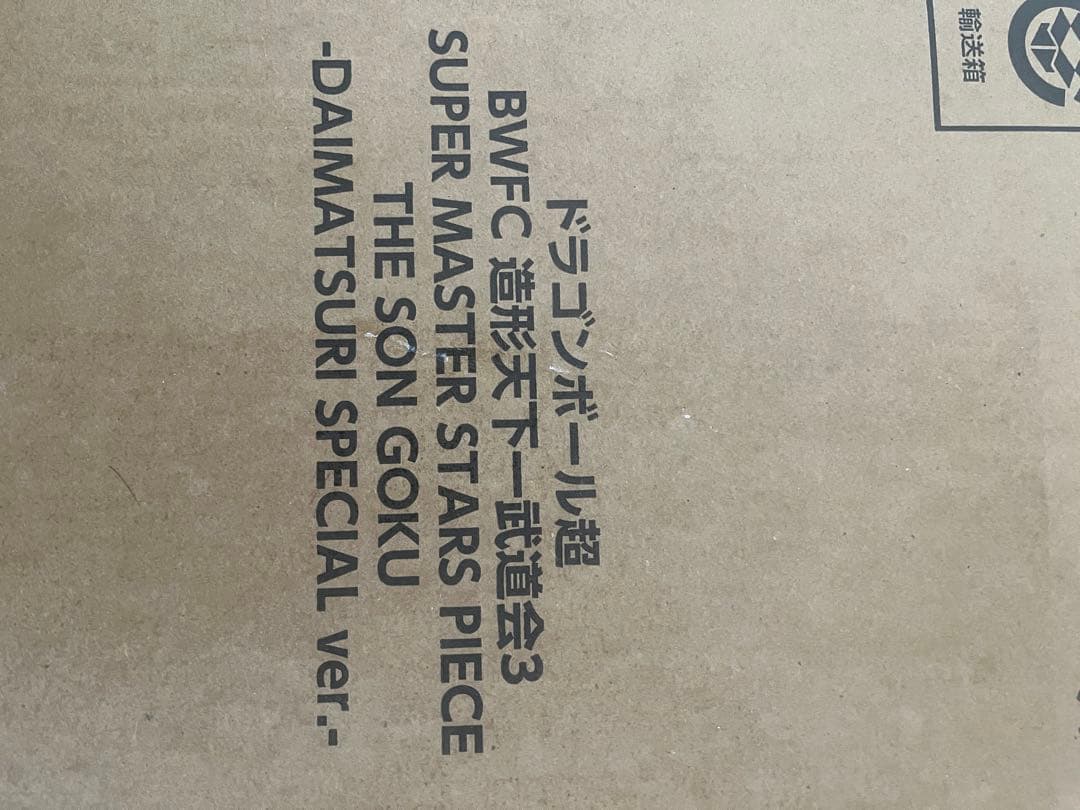 ドラゴンボール超
BWFC 造形天下一武道会3
SUPER MASTER STARS PIECE
THE SON GOKU
-DAIMATSURI SPECIAL ver.-
輸送箱